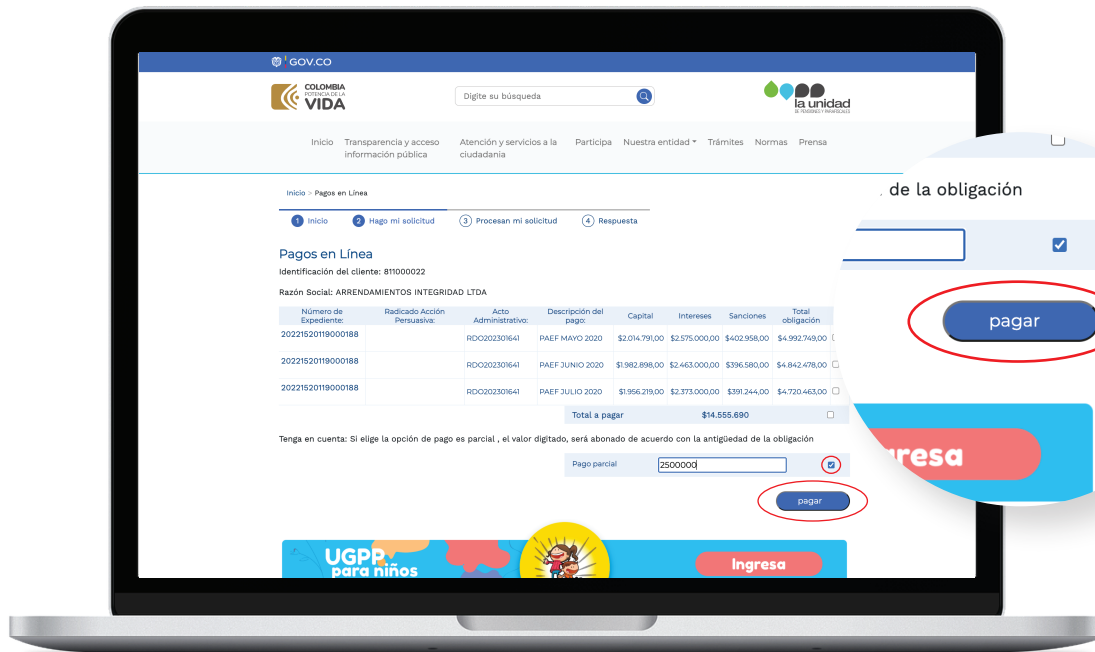 GOV.CO
COLOMBIA
POTENCIA DE LA
VIDA
Digite su búsqueda
la unidad
DE PENSIONES Y PARAFISCALES
Inicio Transparencia y acceso información pública Atención y servicios a la ciudadania Participa Nuestra entidad Trámites Normas Prensa
Inicio > Pagos en Línea
1 Inicio 2 Hago mi solicitud 3 Procesan mi solicitud 4 Respuesta
Pagos en Línea
Identificación del cliente: 811000022
Razón Social: ARRENDAMIENTOS INTEGRIDAD LTDA
Número de Expediente: Radicado Acción Persuasiva: Acto Administrativo: Descripción del pago: Capital Intereses Sanciones Total obligación
20221520119000188 RDO202301641 PAEF MAYO 2020 $2.014.791,00 $2.575.000,00 $402.958,00 $4.992.749,00
20221520119000188 RDO202301641 PAEF JUNIO 2020 $1.982.898,00 $2.463.000,00 $396.580,00 $4.842.478,00
20221520119000188 RDO202301641 PAEF JULIO 2020 $1.956.219,00 $2.373.000,00 $391.244,00 $4.720.463,00
Total a pagar $14.555.690
Tenga en cuenta: Si elige la opción de pago es parcial , el valor digitado, será abonado de acuerdo con la antigüedad de la obligación
Pago parcial 2500000
pagar
UGPP
para niños
Ingresa
de la obligación
pagar
resa